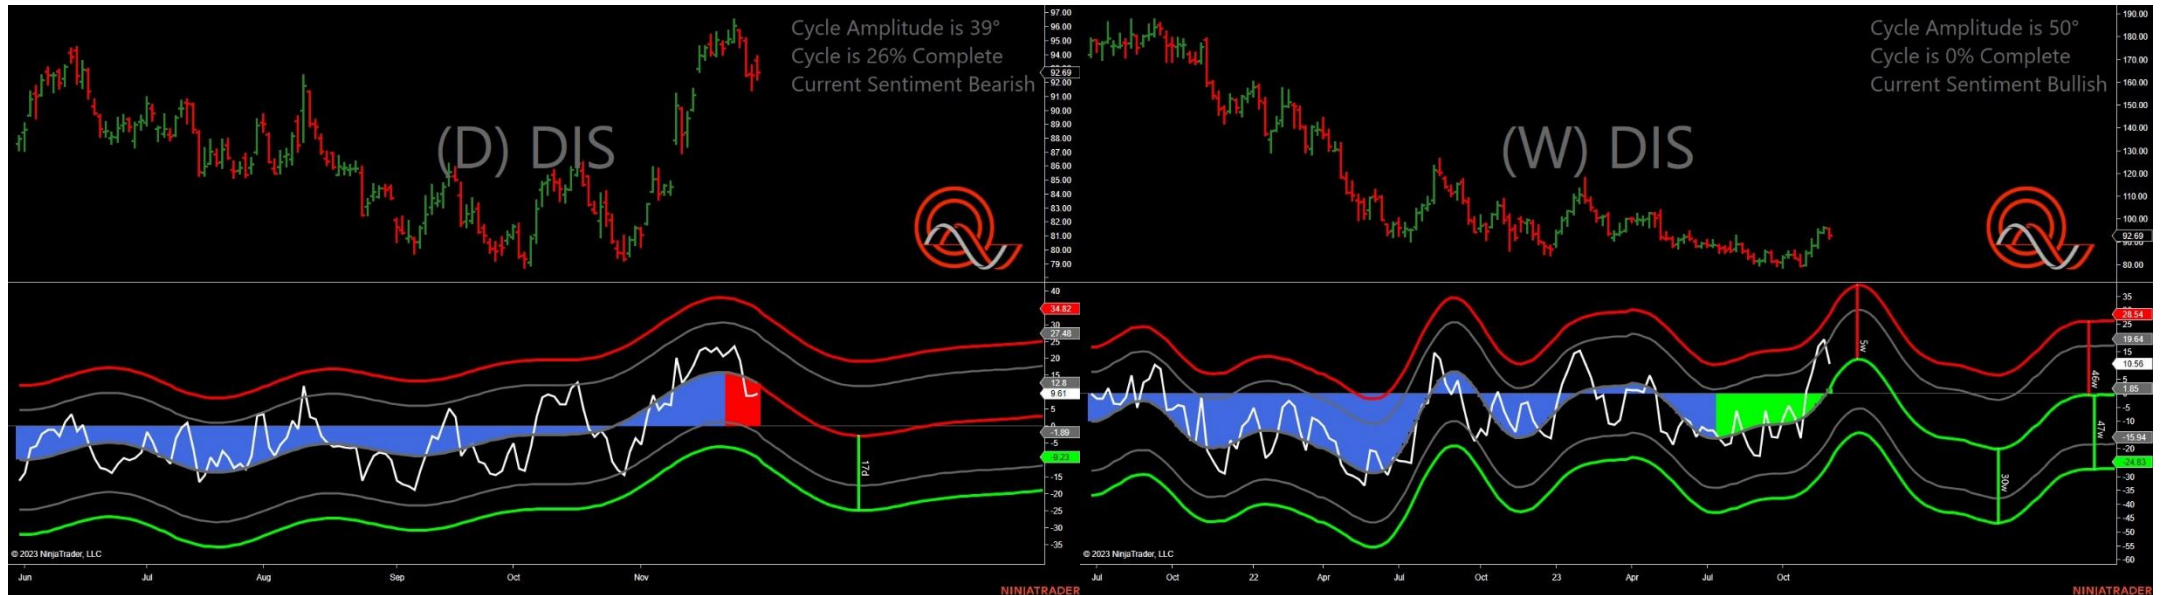 Cycle Amplitude is 39°
Cycle is 26% Complete
Current Sentiment Bearish
(D) DIS
97.00
96.00
95.00
94.00
92.69
92.00
91.00
90.00
89.00
88.00
87.00
86.00
85.00
84.00
83.00
82.00
81.00
80.00
79.00
40
34.82
30
27.48
25
20
15
12.8
9.61
5
0
-1.89
-5
-9.23
-15
-20
-25
-30
-35
17d
© 2023 NinjaTrader, LLC
Jun
Jul
Aug
Sep
Oct
Nov
NINJATRADER
Cycle Amplitude is 50°
Cycle is 0% Complete
Current Sentiment Bullish
(W) DIS
190.00
180.00
170.00
160.00
150.00
140.00
130.00
120.00
110.00
100.00
92.69
80.00
35
28.54
25
19.64
15
10.56
5
1.85
-5
-10
-15.94
-20
-24.83
-30
-35
-40
-45
-50
-55
-60
5w
46w
47w
30w
© 2023 NinjaTrader, LLC
Jul
Oct
22
Apr
Jul
Oct
23
Apr
Jul
Oct
NINJATRADER